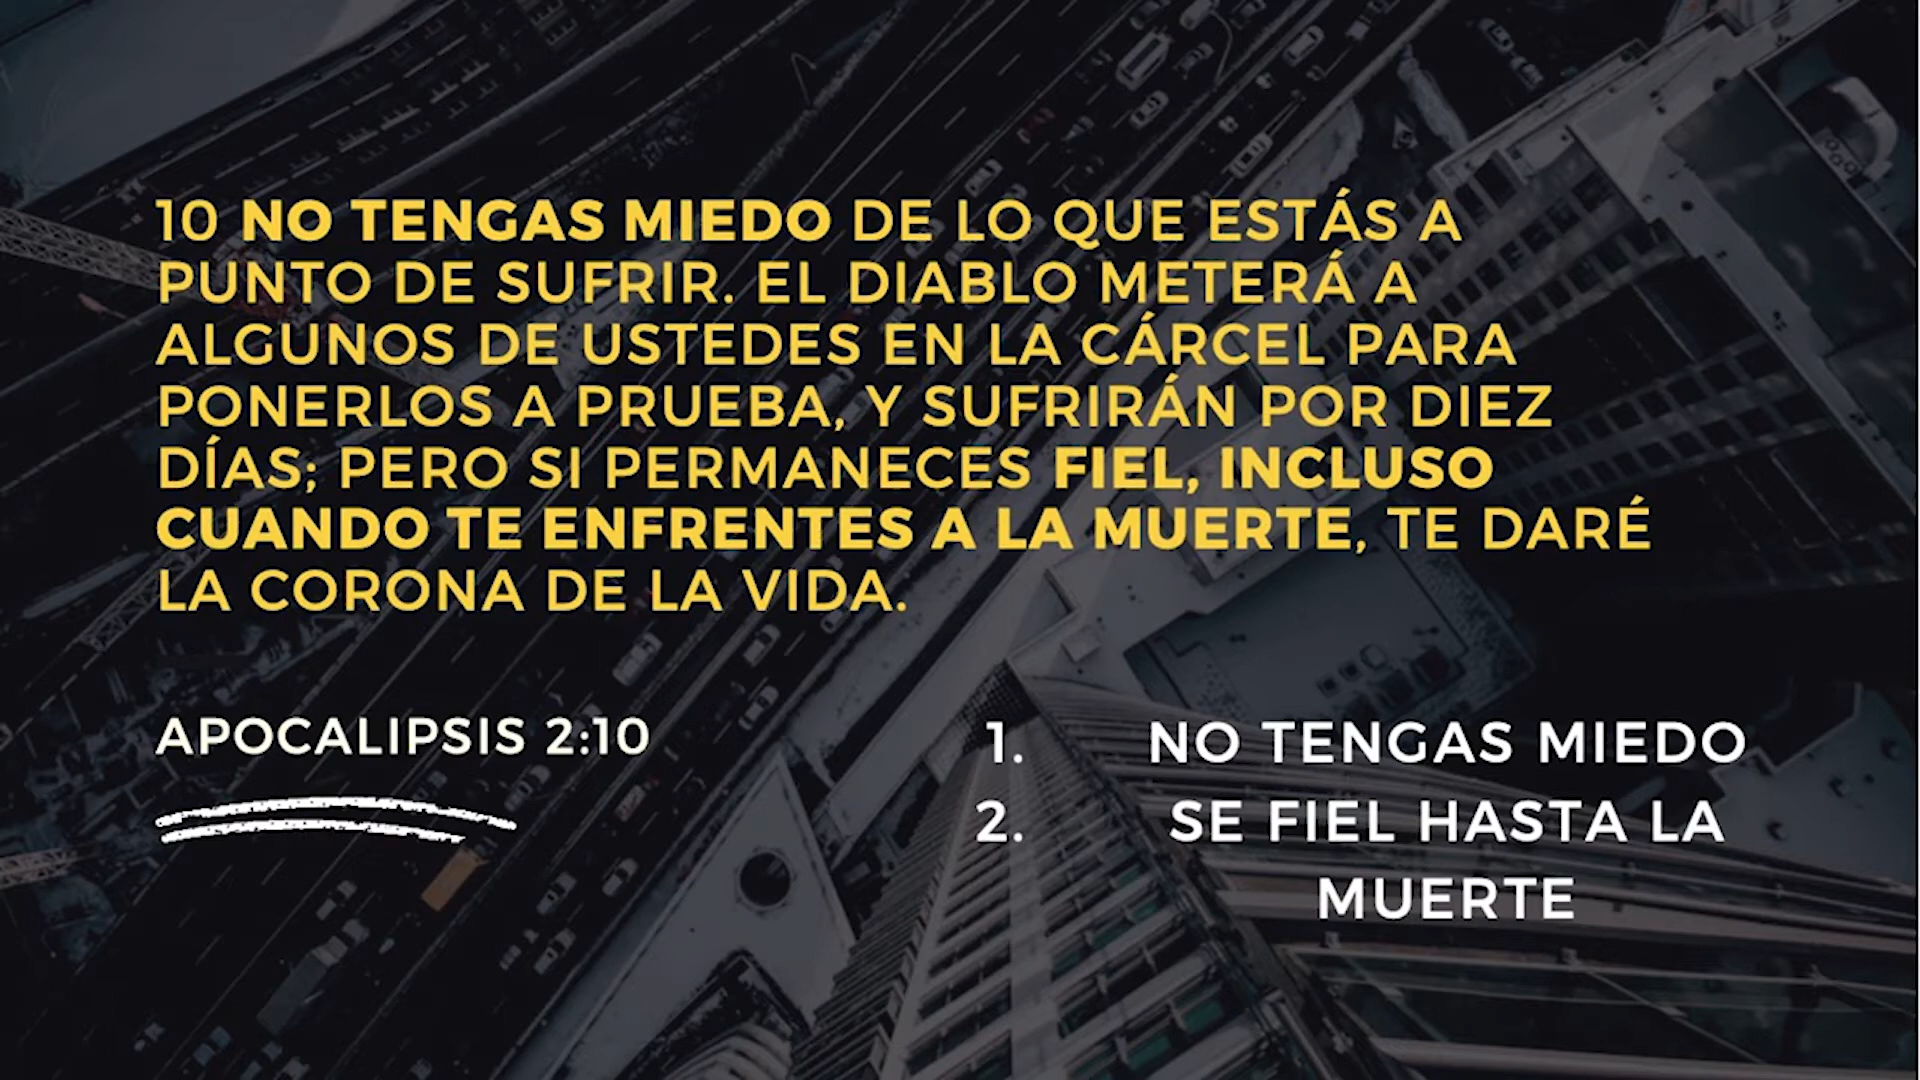 10 NO TENGAS MIEDO DE LO QUE ESTÁS A
PUNTO DE SUFRIR. EL DIABLO METERÁ A
ALGUNOS DE USTEDES EN LA CÁRCEL PARA
PONERLOS A PRUEBA, Y SUFRIRÁN POR DIEZ
DÍAS; PERO SI PERMANECES FIEL, INCLUSO
CUANDO TE ENFRENTES A LA MUERTE, TE DARÉ
LA CORONA DE LA VIDA.
APOCALIPSIS 2:10
1. NO TENGAS MIEDO
2. SE FIEL HASTA LA
MUERTE